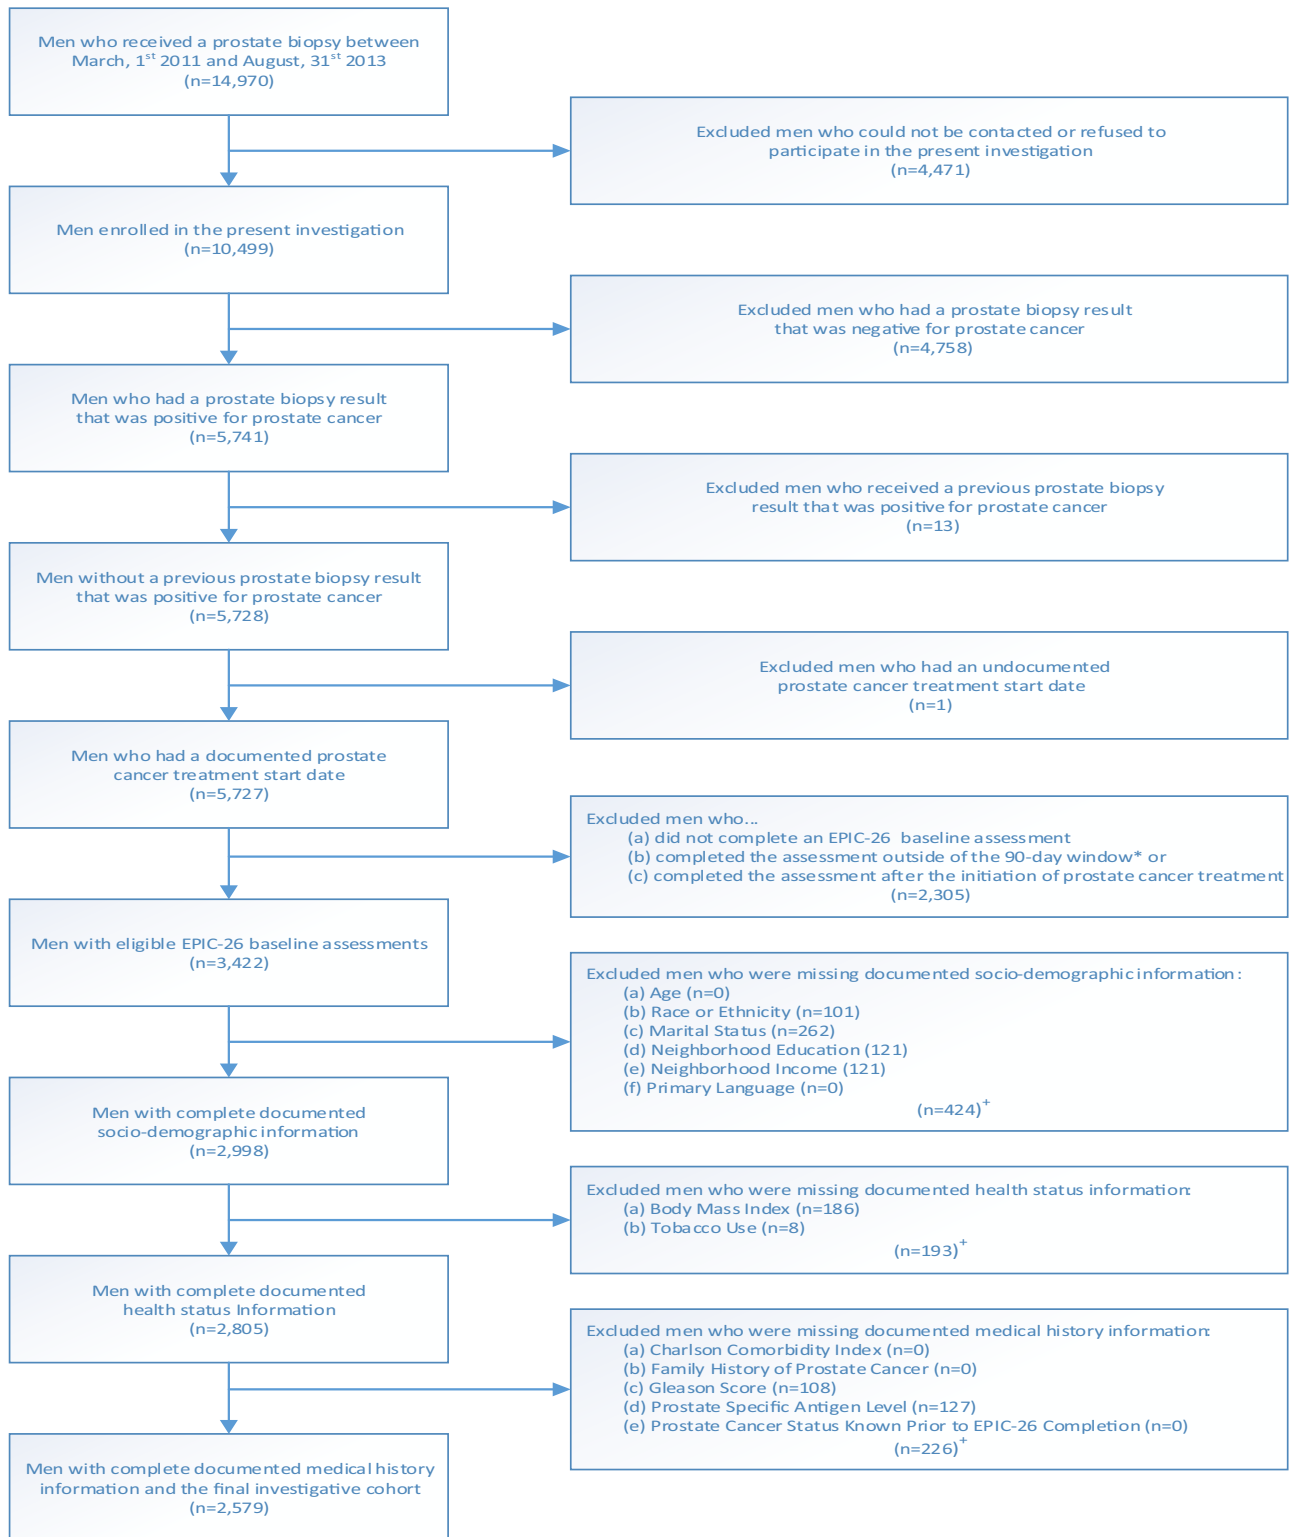 Men who received a prostate biopsy between
March, 1st 2011 and August, 31st 2013
(n=14,970)
Excluded men who could not be contacted or refused to
participate in the present investigation
(n=4,471)
Men enrolled in the present investigation
(n=10,499)
Excluded men who had a prostate biopsy result
that was negative for prostate cancer
(n=4,758)
Men who had a prostate biopsy result
that was positive for prostate cancer
(n=5,741)
Excluded men who received a previous prostate biopsy
result that was positive for prostate cancer
(n=13)
Men without a previous prostate biopsy result
that was positive for prostate cancer
(n=5,728)
Excluded men who had an undocumented
prostate cancer treatment start date
(n=1)
Men who had a documented prostate
cancer treatment start date
(n=5,727)
Excluded men who...
(a) did not complete an EPIC-26 baseline assessment
(b) completed the assessment outside of the 90-day window* or
(c) completed the assessment after the initiation of prostate cancer treatment
(n=2,305)
Men with eligible EPIC-26 baseline assessments
(n=3,422)
Excluded men who were missing documented socio-demographic information:
(a) Age (n=0)
(b) Race or Ethnicity (n=101)
(c) Marital Status (n=262)
(d) Neighborhood Education (121)
(e) Neighborhood Income (121)
(f) Primary Language (n=0)
(n=424)+
Men with complete documented
socio-demographic information
(n=2,998)
Excluded men who were missing documented health status information:
(a) Body Mass Index (n=186)
(b) Tobacco Use (n=8)
(n=193)+
Men with complete documented
health status Information
(n=2,805)
Excluded men who were missing documented medical history information:
(a) Charlson Comorbidity Index (n=0)
(b) Family History of Prostate Cancer (n=0)
(c) Gleason Score (n=108)
(d) Prostate Specific Antigen Level (n=127)
(e) Prostate Cancer Status Known Prior to EPIC-26 Completion (n=0)
(n=226)+
Men with complete documented medical history
information and the final investigative cohort
(n=2,579)